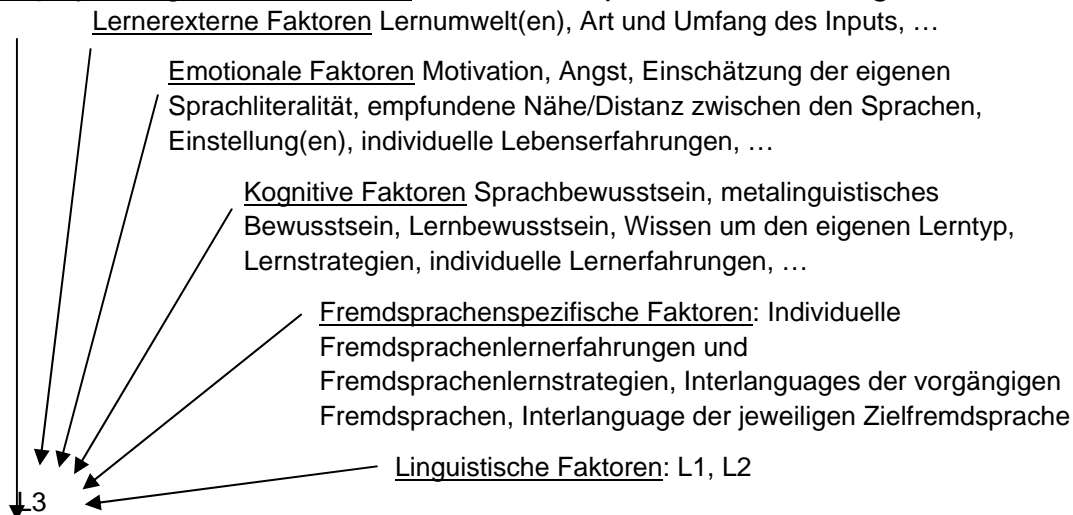 Lernerexterne Faktoren Lernumwelt(en), Art und Umfang des Inputs, …
Emotionale Faktoren Motivation, Angst, Einschätzung der eigenen
Sprachliteralität, empfundene Nähe/Distanz zwischen den Sprachen,
Einstellung(en), individuelle Lebenserfahrungen, …
Kognitive Faktoren Sprachbewusstsein, metalinguistisches
Bewusstsein, Lernbewusstsein, Wissen um den eigenen Lerntyp,
Lernstrategien, individuelle Lernerfahrungen, …
Fremdsprachenspezifische Faktoren: Individuelle
Fremdsprachenlernerfahrungen und
Fremdsprachenlernstrategien, Interlanguages der vorgängigen
Fremdsprachen, Interlanguage der jeweiligen Zielfremdsprache
Linguistische Faktoren: L1, L2
L3